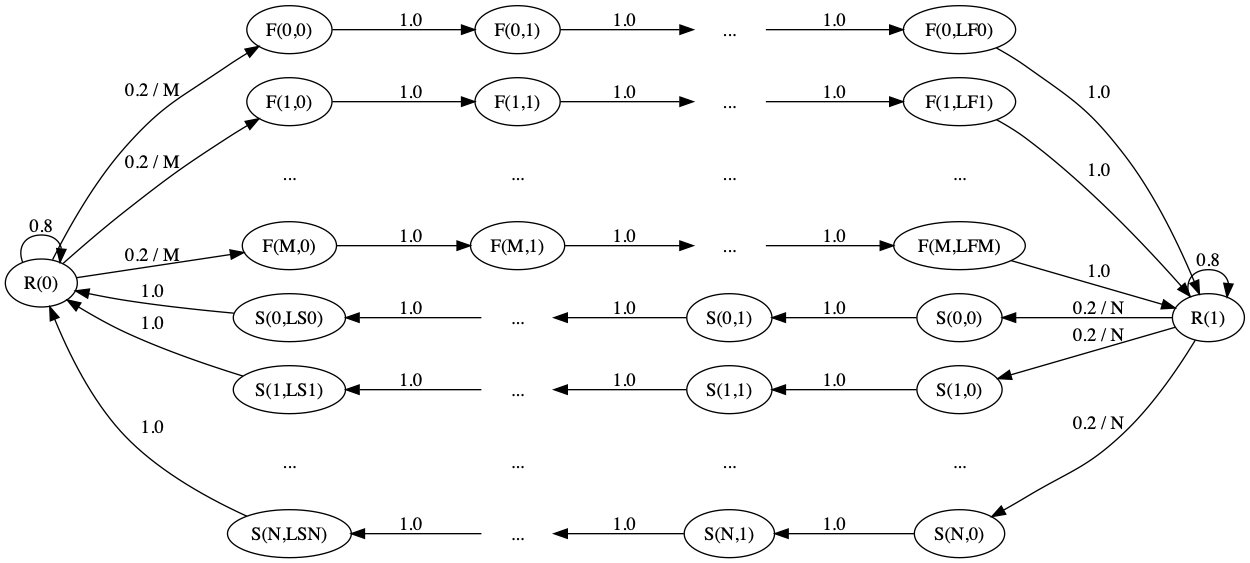 F(0,0) 1.0 F(0,1) 1.0 ... 1.0 F(0,LF0)
0.2 / M 1.0
F(1,0) 1.0 F(1,1) 1.0 ... 1.0 F(1,LF1)
0.2 / M 1.0
... ... ... ...
0.8
F(M,0) 1.0 F(M,1) 1.0 ... 1.0 F(M,LFM)
0.2 / M 1.0 0.8
R(0)
1.0 S(0,LS0) 1.0 ... 1.0 S(0,1) 1.0 S(0,0) 0.2 / N R(1)
1.0 0.2 / N
S(1,LS1) 1.0 ... 1.0 S(1,1) 1.0 S(1,0)
1.0 0.2 / N
... ... ... ...
S(N,LSN) 1.0 ... 1.0 S(N,1) 1.0 S(N,0)